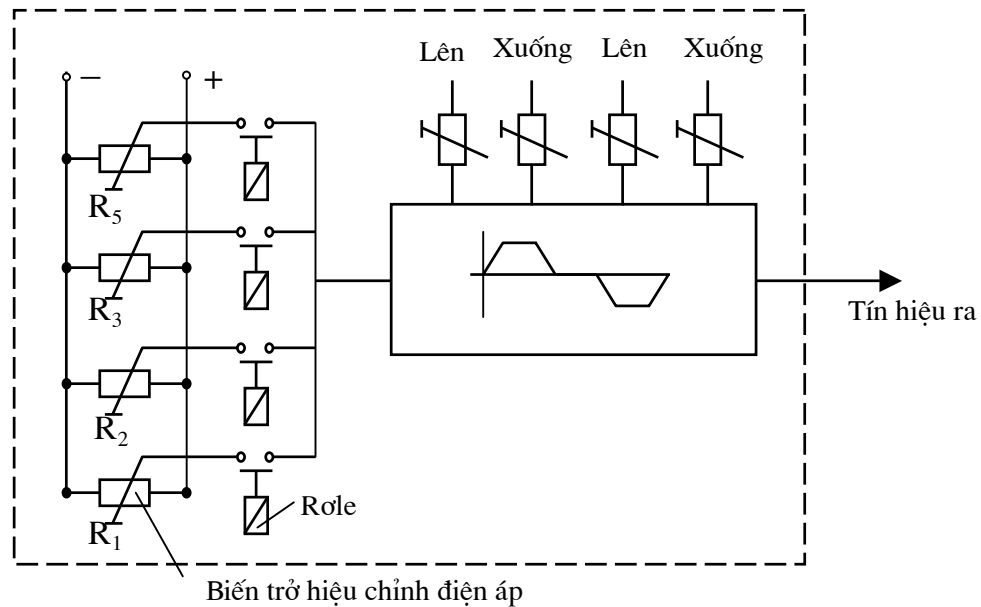 Lên Xuống Lên Xuống
− +
R5
R3
R2
R1
Rơle
Tín hiệu ra
Biến trở hiệu chỉnh điện áp